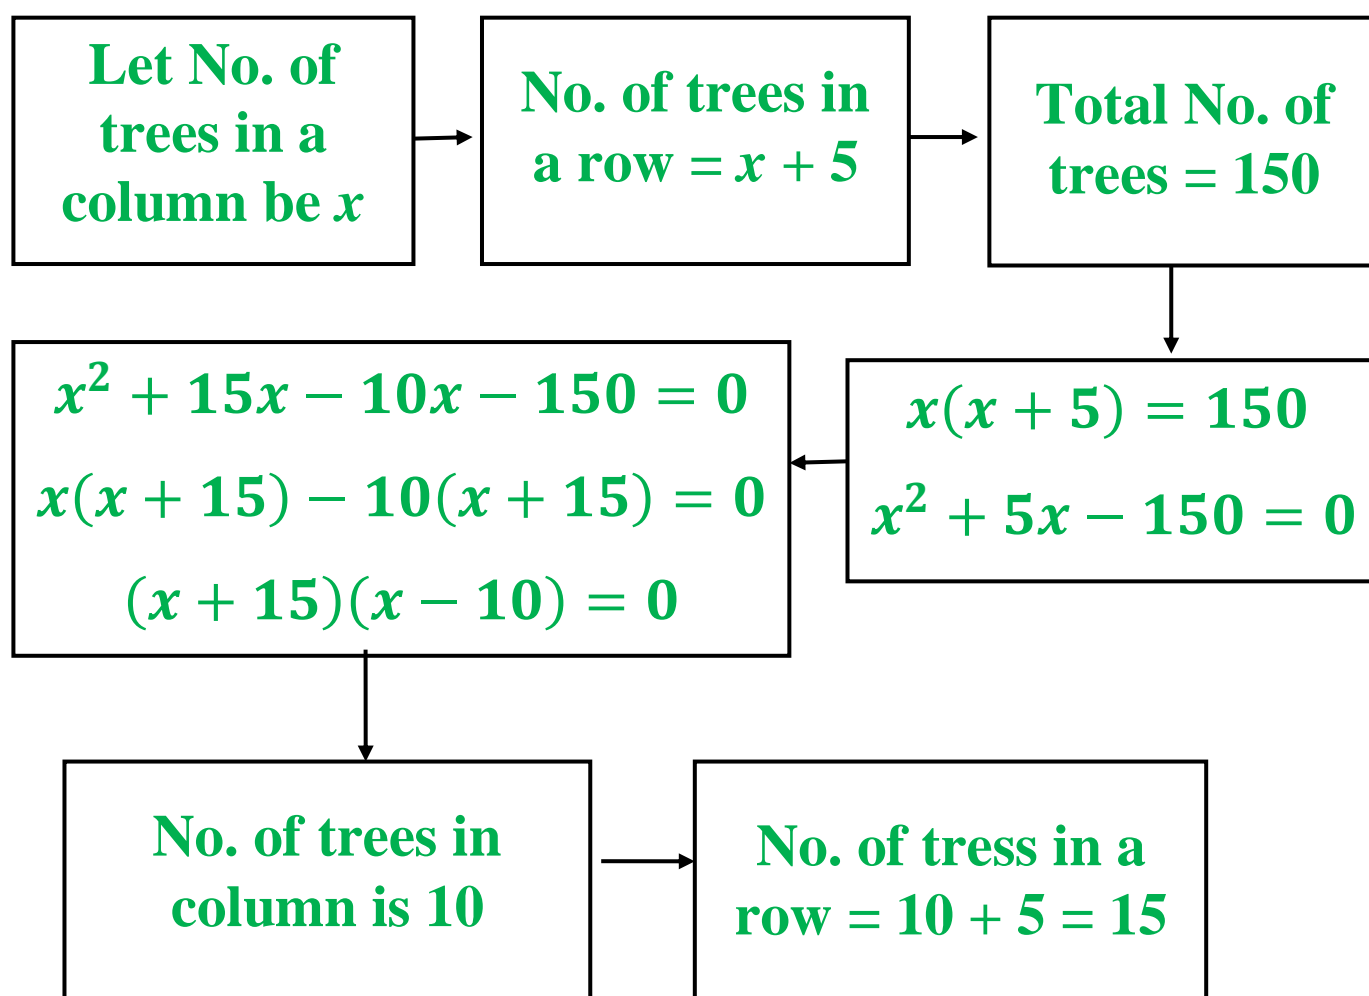 Let No. of
trees in a
column be x
No. of trees in
a row = x + 5
Total No. of
trees = 150
x(x + 5) = 150
x² + 5x − 150 = 0
x² + 15x − 10x − 150 = 0
x(x + 15) − 10(x + 15) = 0
(x + 15)(x − 10) = 0
No. of trees in
column is 10
No. of tress in a
row = 10 + 5 = 15